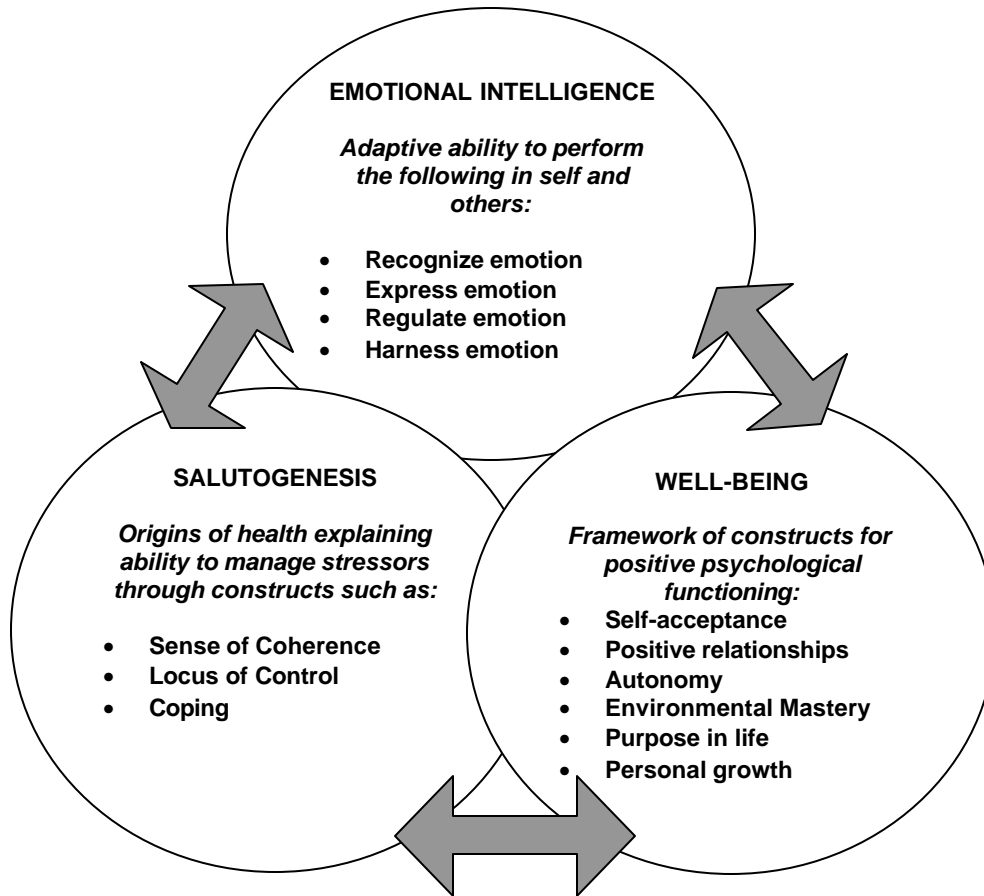 EMOTIONAL INTELLIGENCE
Adaptive ability to perform
the following in self and
others:
• Recognize emotion
• Express emotion
• Regulate emotion
• Harness emotion
SALUTOGENESIS
Origins of health explaining
ability to manage stressors
through constructs such as:
• Sense of Coherence
• Locus of Control
• Coping
WELL-BEING
Framework of constructs for
positive psychological
functioning:
• Self-acceptance
• Positive relationships
• Autonomy
• Environmental Mastery
• Purpose in life
• Personal growth